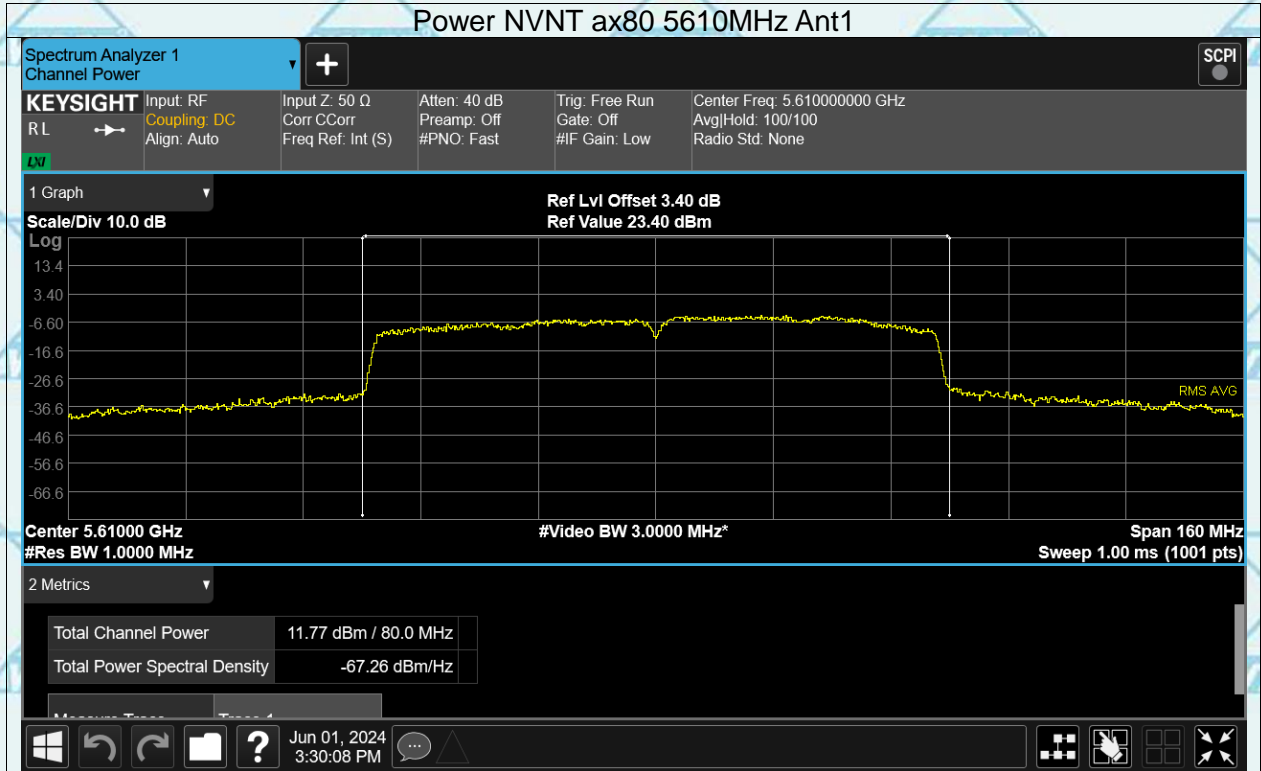 Power NVNT ax80 5610MHz Ant1
Spectrum Analyzer 1
Channel Power
SCPI
KEYSIGHT
RL
LXI
Input: RF
Coupling: DC
Align: Auto
Input Z: 50 Ω
Corr CCorr
Freq Ref: Int (S)
Atten: 40 dB
Preamp: Off
#PNO: Fast
Trig: Free Run
Gate: Off
#IF Gain: Low
Center Freq: 5.610000000 GHz
Avg|Hold: 100/100
Radio Std: None
1 Graph
Scale/Div 10.0 dB
Ref Lvl Offset 3.40 dB
Ref Value 23.40 dBm
Log
13.4
3.40
-6.60
-16.6
-26.6
-36.6
-46.6
-56.6
-66.6
RMS AVG
Center 5.61000 GHz
#Res BW 1.0000 MHz
#Video BW 3.0000 MHz*
Span 160 MHz
Sweep 1.00 ms (1001 pts)
2 Metrics
Total Channel Power 11.77 dBm / 80.0 MHz
Total Power Spectral Density -67.26 dBm/Hz
Measure Trace Trace 1
?
Jun 01, 2024
3:30:08 PM